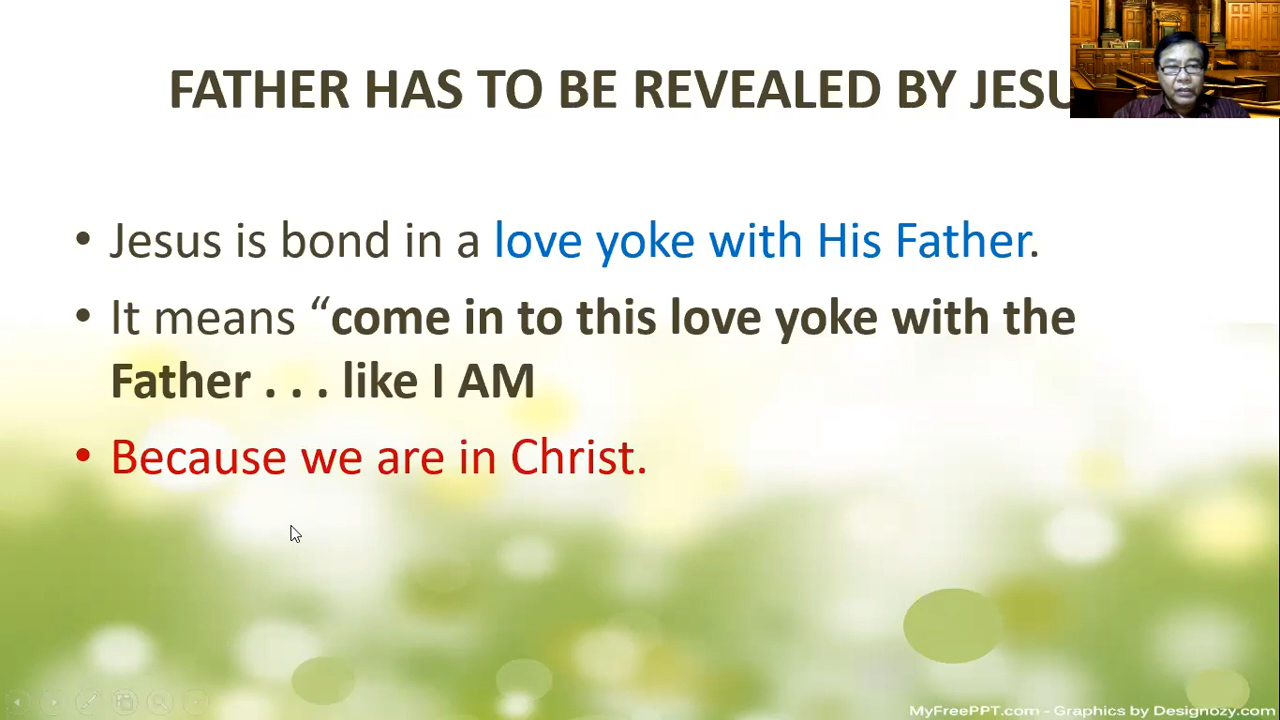 FATHER HAS TO BE REVEALED BY JESU
• Jesus is bond in a love yoke with His Father.
• It means “come in to this love yoke with the
Father . . . like I AM
• Because we are in Christ.
MyFreePPT.com - Graphics by Designozy.com